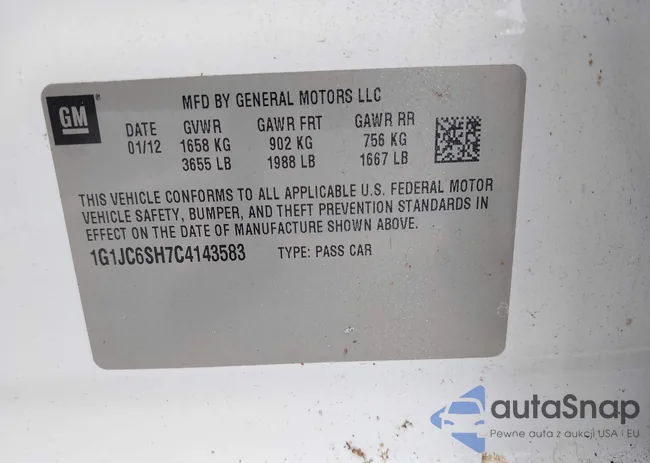 GM
MFD BY GENERAL MOTORS LLC
DATE GVWR GAWR FRT GAWR RR
01/12 1658 KG 902 KG 756 KG
3655 LB 1988 LB 1667 LB
THIS VEHICLE CONFORMS TO ALL APPLICABLE U.S. FEDERAL MOTOR
VEHICLE SAFETY, BUMPER, AND THEFT PREVENTION STANDARDS IN
EFFECT ON THE DATE OF MANUFACTURE SHOWN ABOVE.
1G1JC6SH7C4143583 TYPE: PASS CAR
autaSnap
Pewne auta z aukcji USA i EU